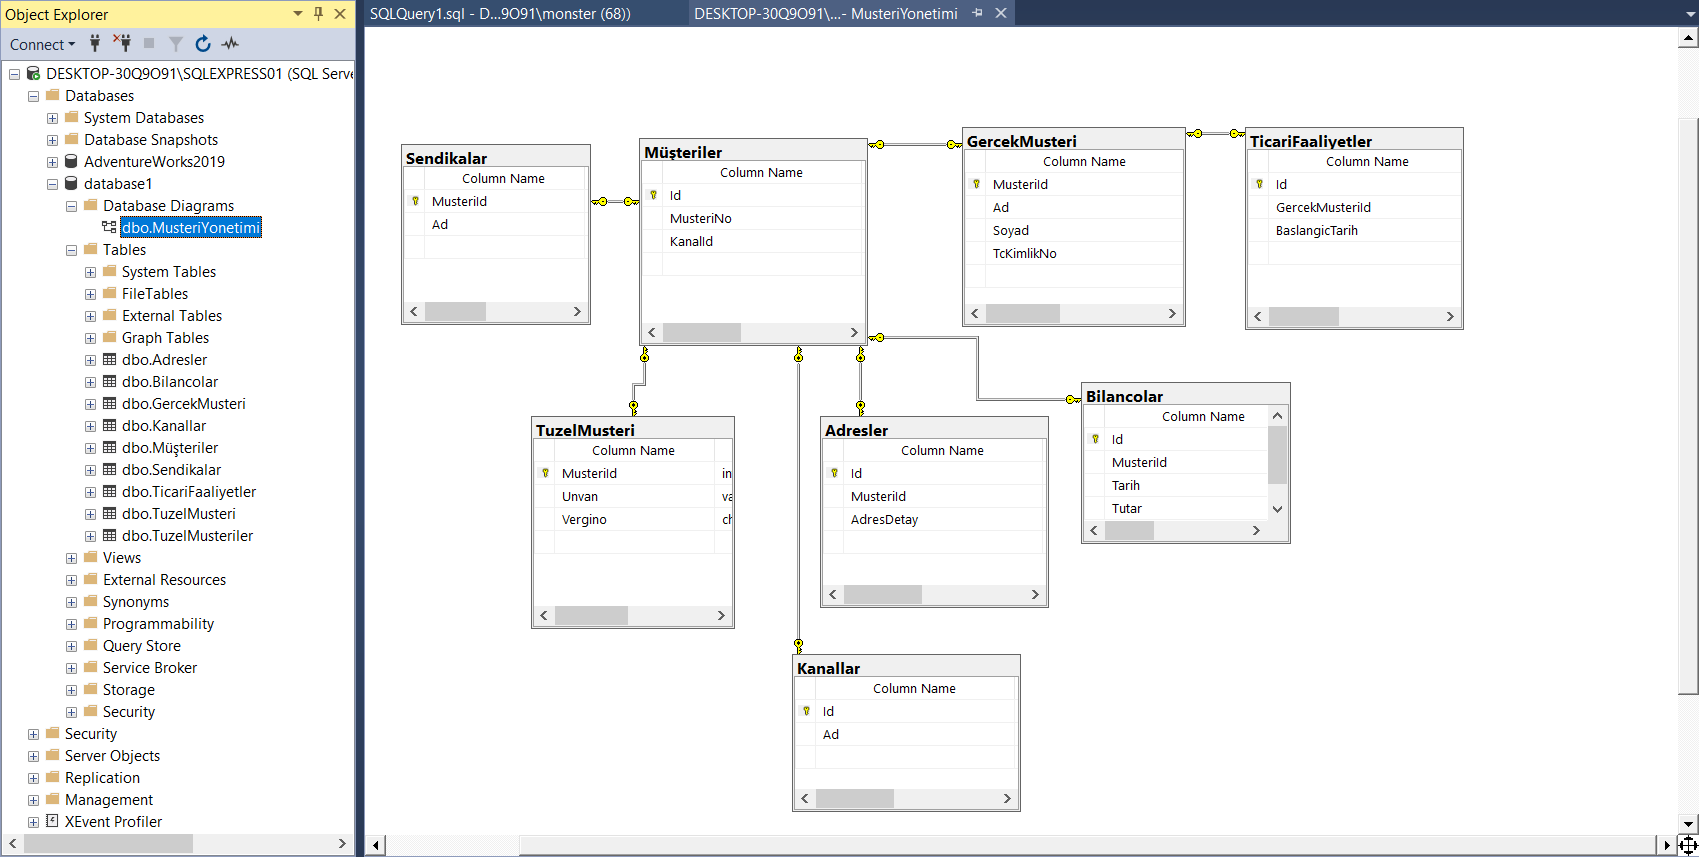 Object Explorer
Connect
DESKTOP-30Q9O91\SQLEXPRESS01 (SQL Serve
Databases
System Databases
Database Snapshots
AdventureWorks2019
database1
Database Diagrams
dbo.MusteriYonetimi
Tables
System Tables
FileTables
External Tables
Graph Tables
dbo.Adresler
dbo.Bilancolar
dbo.GercekMusteri
dbo.Kanallar
dbo.Müşteriler
dbo.Sendikalar
dbo.TicariFaaliyetler
dbo.TuzelMusteri
dbo.TuzelMusteriler
Views
External Resources
Synonyms
Programmability
Query Store
Service Broker
Storage
Security
Security
Server Objects
Replication
Management
XEvent Profiler
SQLQuery1.sql - D...9O91\monster (68))
DESKTOP-30Q9O91\...- MusteriYonetimi
Sendikalar
Column Name
MusteriId
Ad
Müşteriler
Column Name
Id
MusteriNo
KanalId
GercekMusteri
Column Name
MusteriId
Ad
Soyad
TcKimlikNo
TicariFaaliyetler
Column Name
Id
GercekMusteriId
BaslangicTarih
TuzelMusteri
Column Name
MusteriId in
Unvan va
Vergino ch
Adresler
Column Name
Id
MusteriId
AdresDetay
Bilancolar
Column Name
Id
MusteriId
Tarih
Tutar
Kanallar
Column Name
Id
Ad